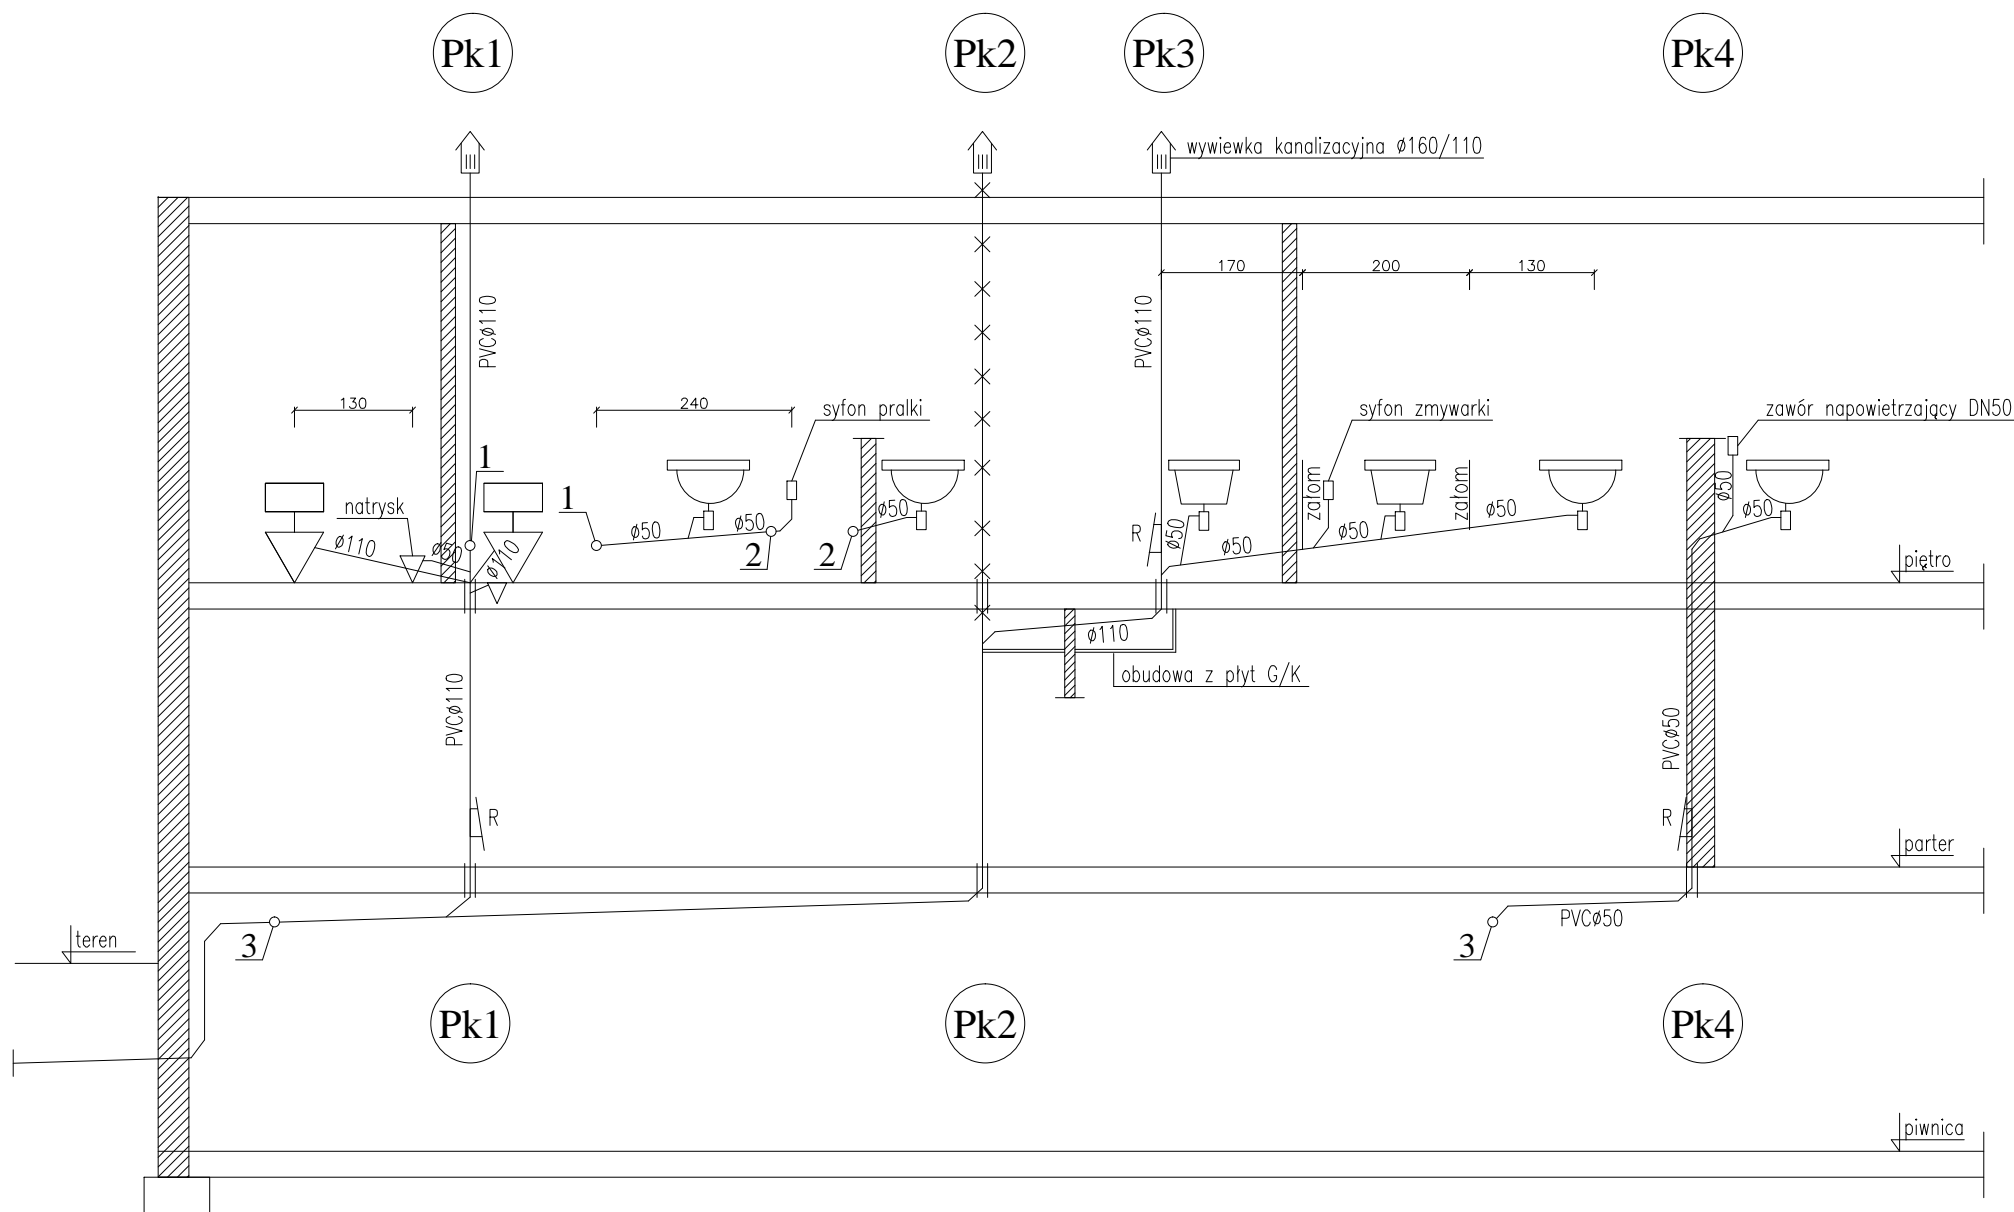 Pk1 Pk2 Pk3 Pk4
wywiewka kanalizacyjna ø160/110
170 200 130
PVCø110
PVCø110
130
240
syfon pralki
syfon zmywarki
zawór napowietrzający DN50
1
natrysk
1
ø110
ø50
ø110
ø50
ø50
2
2
ø50
R
ø50
ø50
załom
ø50
załom
ø50
ø50
ø50
piętro
ø110
obudowa z płyt G/K
PVCø110
PVCø50
R
R
parter
3
teren
3
PVCø50
Pk1 Pk2 Pk4
piwnica